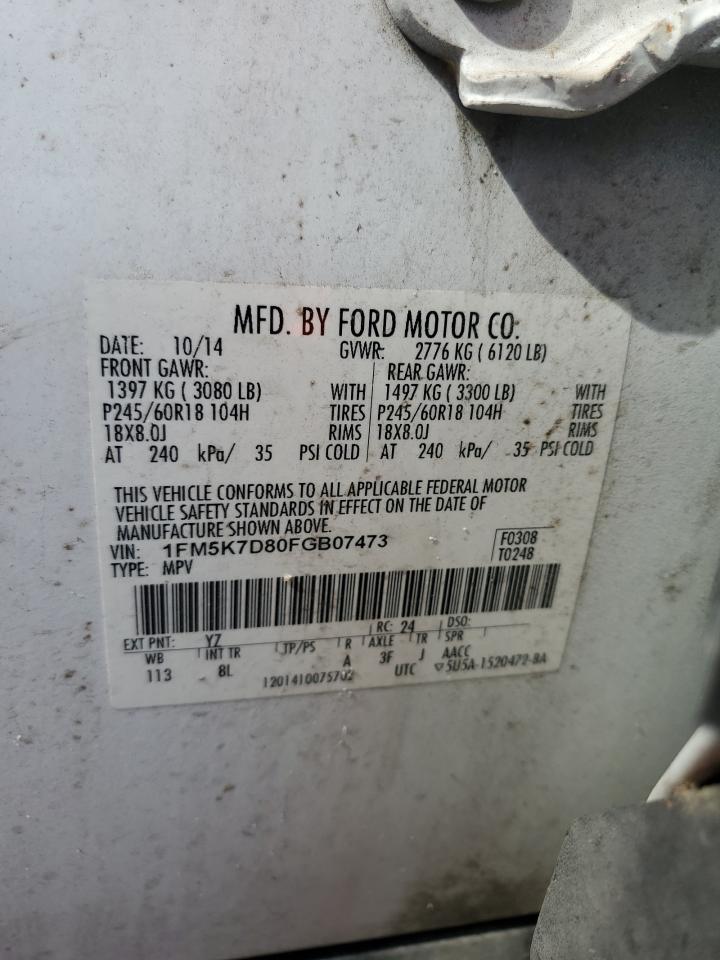 MFD. BY FORD MOTOR CO.
DATE: 10/14 GVWR: 2776 KG ( 6120 LB)
FRONT GAWR: REAR GAWR:
1397 KG ( 3080 LB) WITH 1497 KG ( 3300 LB) WITH
P245/60R18 104H TIRES P245/60R18 104H TIRES
18X8.0J RIMS 18X8.0J RIMS
AT 240 kPa/ 35 PSI COLD AT 240 kPa/ 35 PSI COLD
THIS VEHICLE CONFORMS TO ALL APPLICABLE FEDERAL MOTOR
VEHICLE SAFETY STANDARDS IN EFFECT ON THE DATE OF
MANUFACTURE SHOWN ABOVE.
VIN: 1FM5K7D80FGB07473 F0308
TYPE: MPV T0248
EXT PNT: YZ RC: 24 DSO:
WB INT TR TP/PS R AXLE TR SPR
113 8L A 3F J AACC
1201410075702 UTC 5U5A-1520472-BA